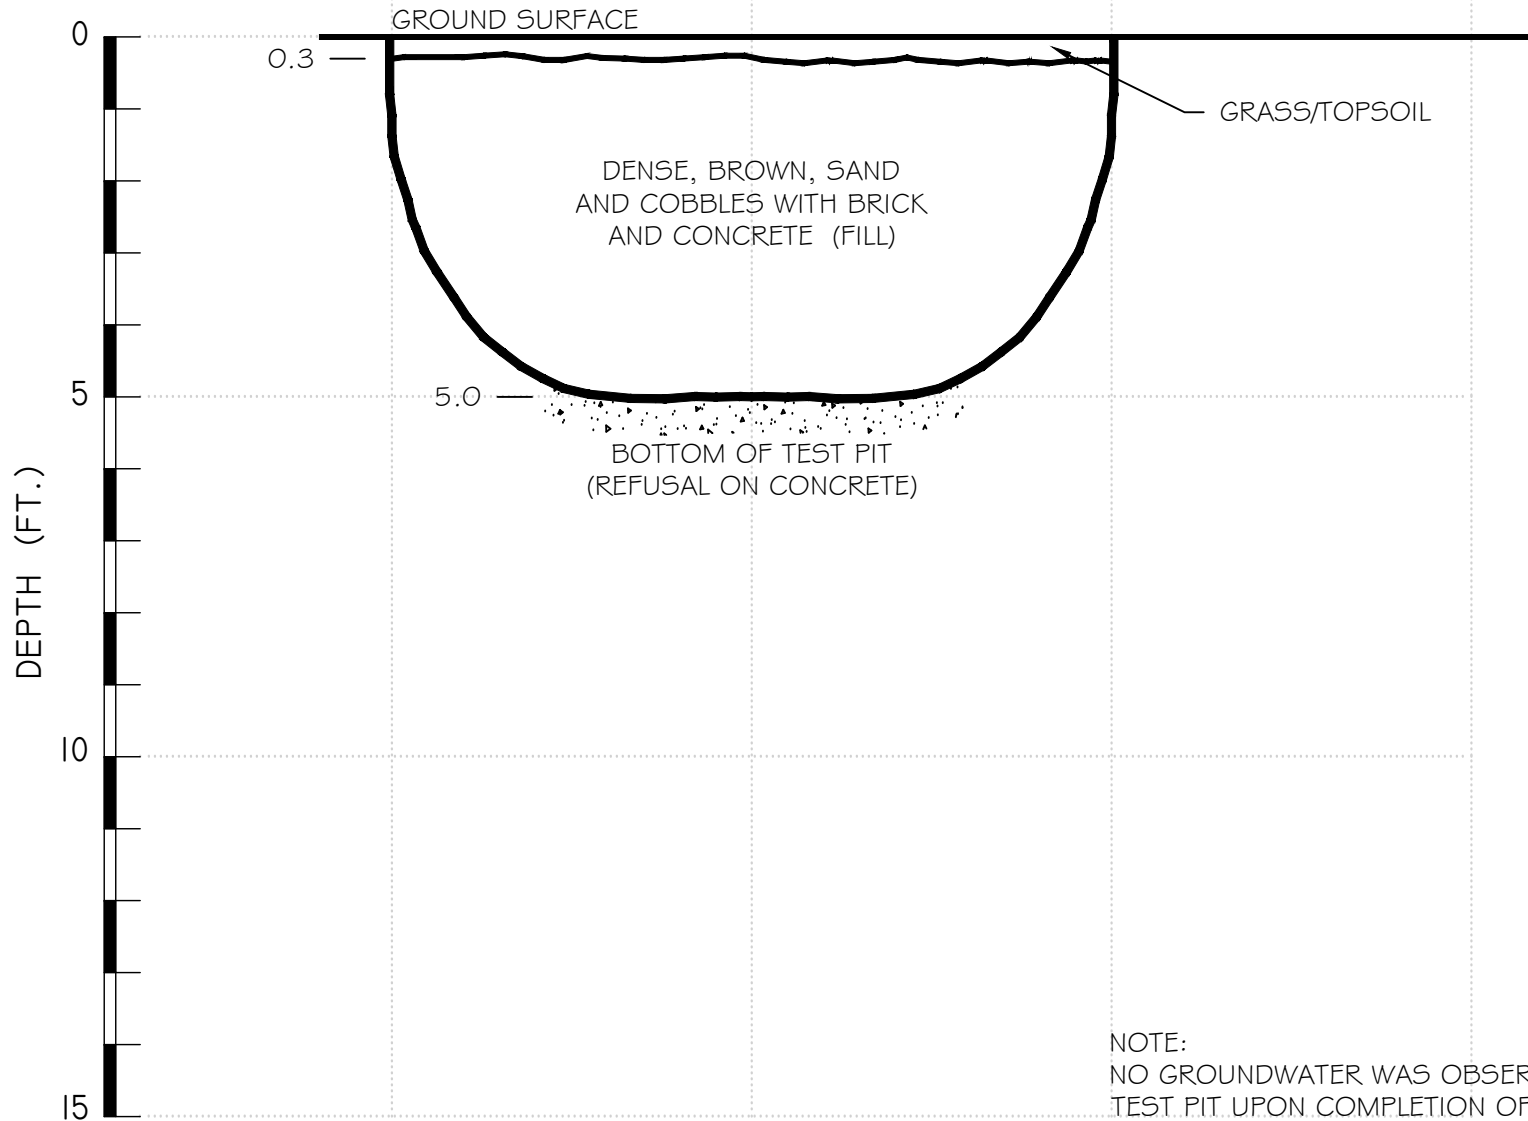 GROUND SURFACE
0
0.3
GRASS/TOPSOIL
DENSE, BROWN, SAND
AND COBBLES WITH BRICK
AND CONCRETE (FILL)
5
5.0
BOTTOM OF TEST PIT
(REFUSAL ON CONCRETE)
DEPTH (FT.)
10
NOTE:
NO GROUNDWATER WAS OBSER
TEST PIT UPON COMPLETION OF
15